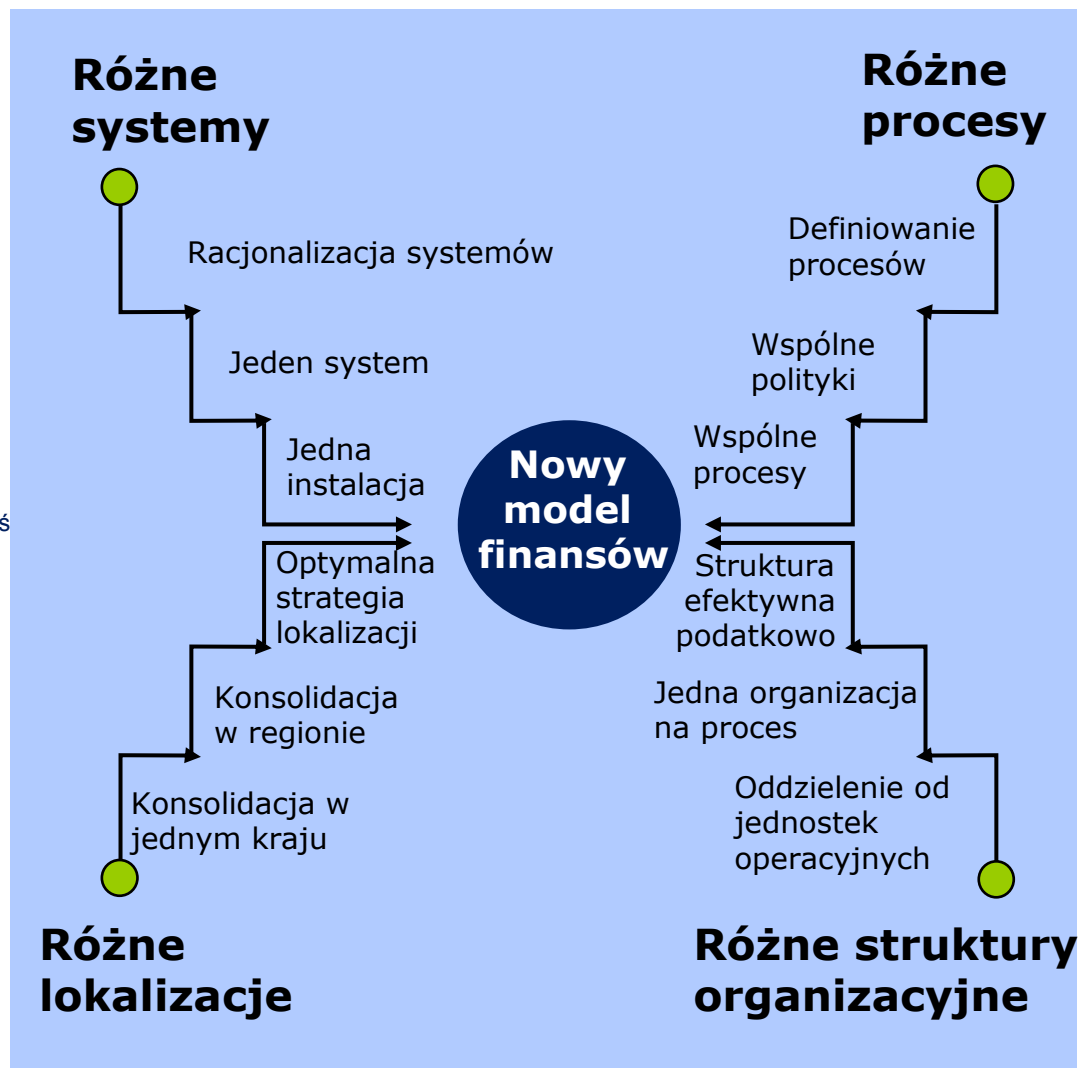 Różne
systemy
Różne
procesy
Racjonalizacja systemów
Definiowanie
procesów
Jeden system
Wspólne
polityki
Jedna
instalacja
Wspólne
procesy
Nowy
model
finansów
ś
Optymalna
strategia
lokalizacji
Struktura
efektywna
podatkowo
Konsolidacja
w regionie
Jedna organizacja
na proces
Konsolidacja w
jednym kraju
Oddzielenie od
jednostek
operacyjnych
Różne
lokalizacje
Różne struktury
organizacyjne